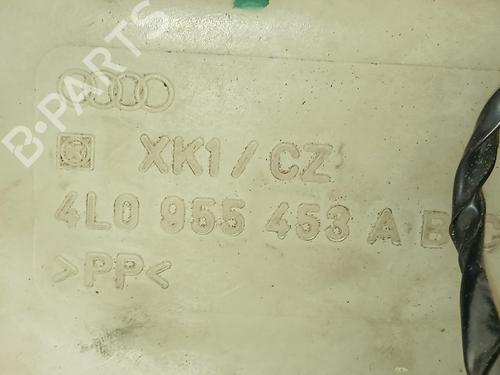 B-PARTS
XK1/CZ
4L0 955 453 A B
>PP<